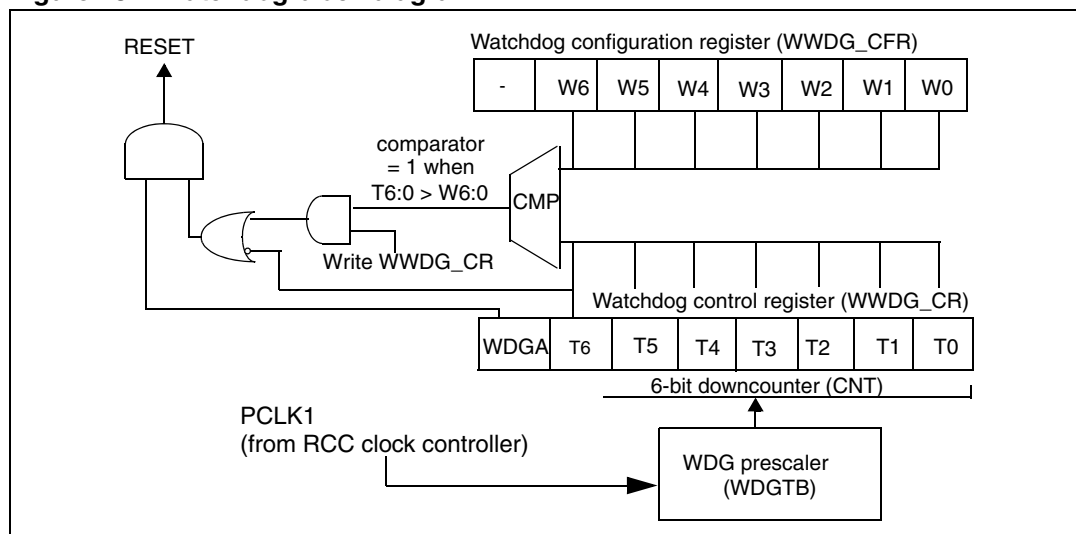 RESET
Watchdog configuration register (WWDG_CFR)
- W6 W5 W4 W3 W2 W1 W0
comparator
= 1 when
T6:0 > W6:0
CMP
Write WWDG_CR
Watchdog control register (WWDG_CR)
WDGA T6 T5 T4 T3 T2 T1 T0
6-bit downcounter (CNT)
PCLK1
(from RCC clock controller)
WDG prescaler
(WDGTB)